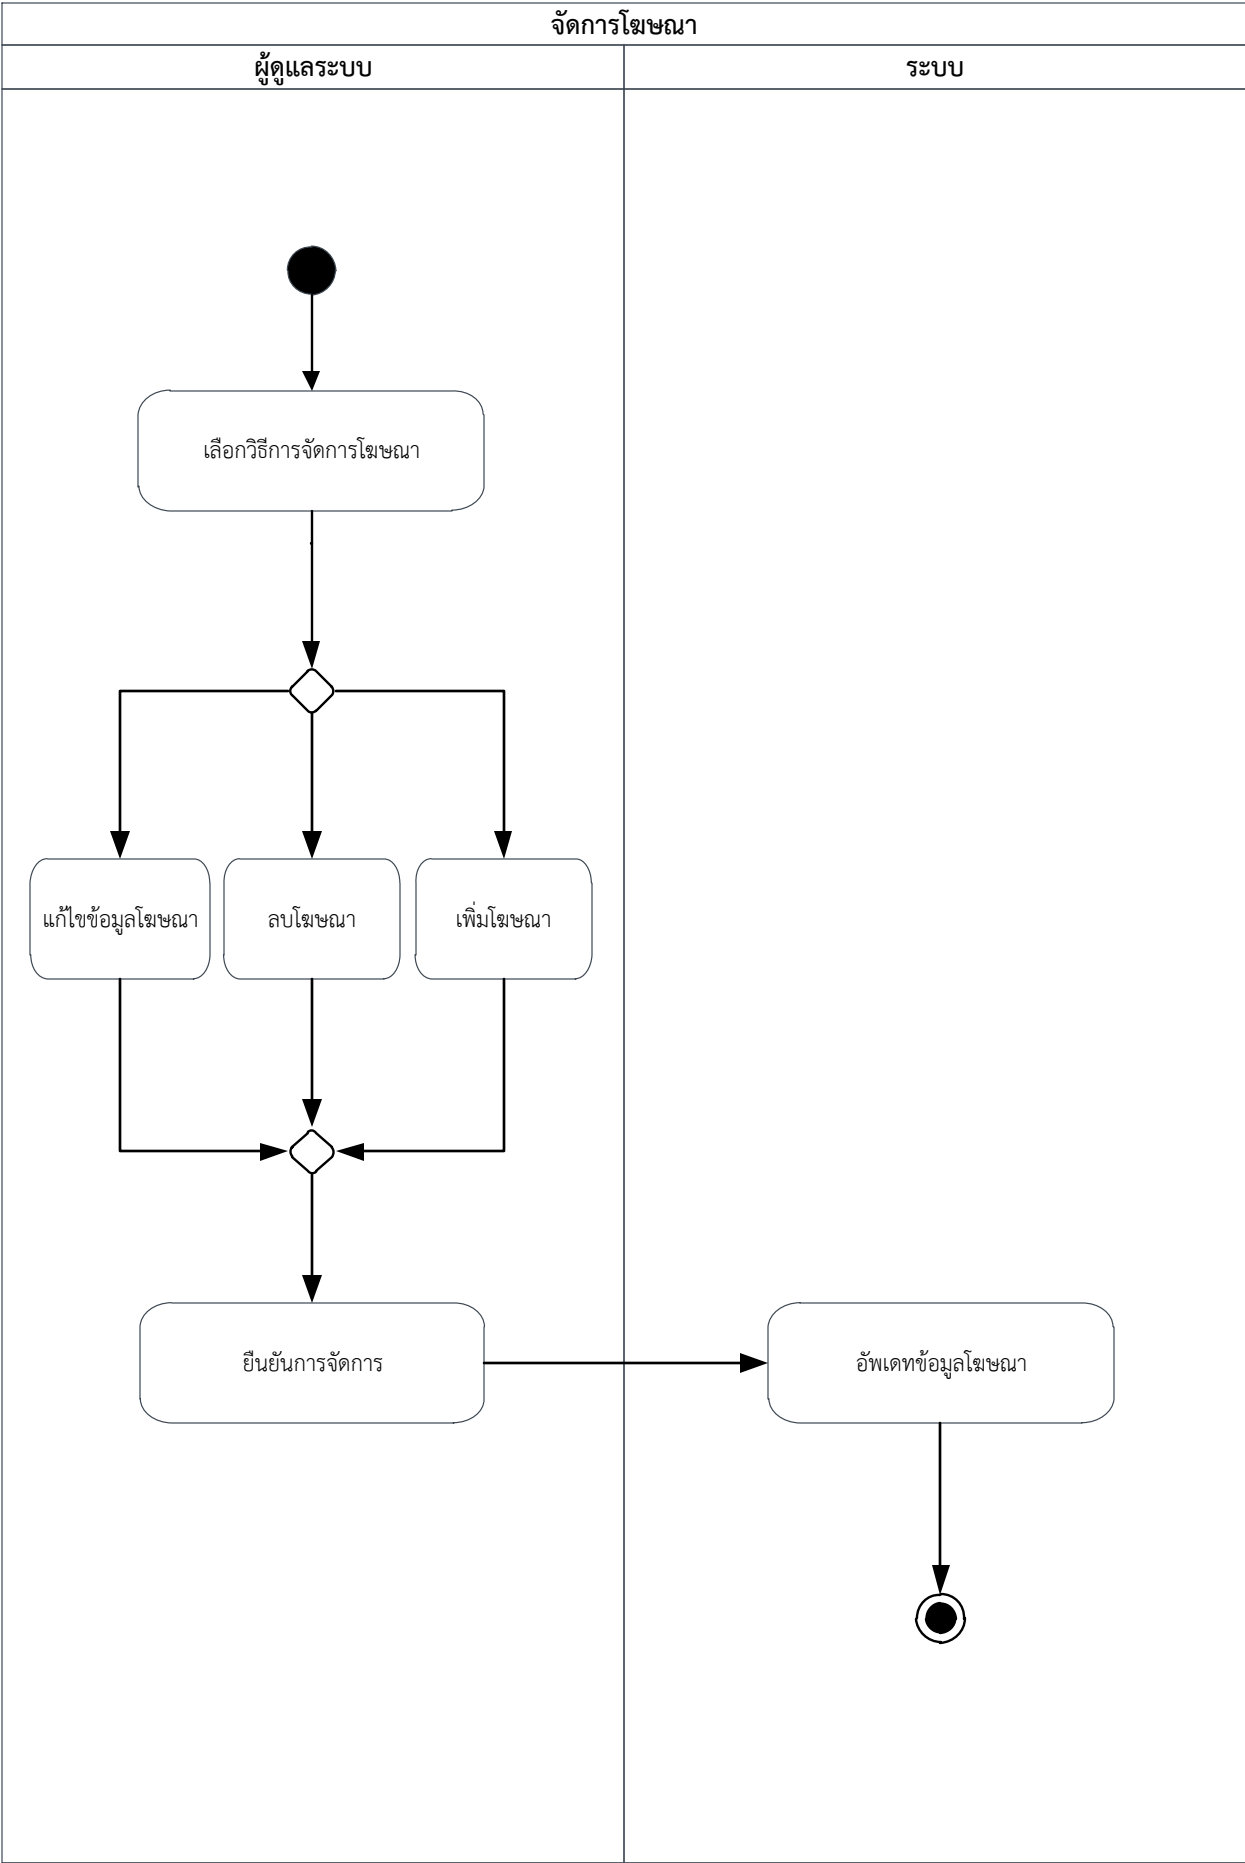 จัดการโฆษณา
ผู้ดูแลระบบ
ระบบ
เลือกวิธีการจัดการโฆษณา
แก้ไขข้อมูลโฆษณา
ลบโฆษณา
เพิ่มโฆษณา
ยืนยันการจัดการ
อัพเดทข้อมูลโฆษณา